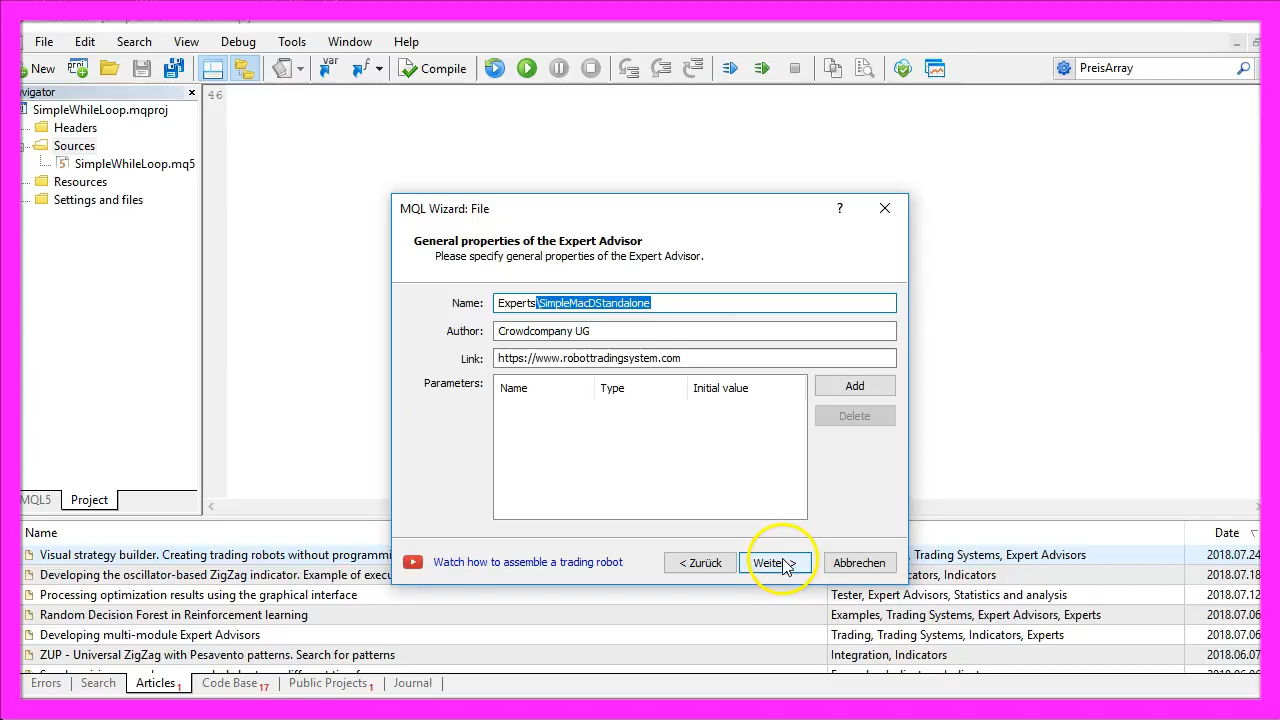 File Edit Search View Debug Tools Window Help
New Compile PreisArray
46
SimpleWhileLoop.mqproj
Headers
Sources
5 SimpleWhileLoop.mq5
Resources
Settings and files
MQL5 Project
MQL Wizard: File ?
General properties of the Expert Advisor
Please specify general properties of the Expert Advisor.
Name: Experts\SimpleMacDStandalone
Author: Crowdcompany UG
Link: https://www.robottradingsystem.com
Parameters: Name Type Initial value Add
Delete
Watch how to assemble a trading robot < Zurück Weiter > Abbrechen
Name Date
Visual strategy builder. Creating trading robots without programmi , Trading Systems, Expert Advisors 2018.07.24
Developing the oscillator-based ZigZag indicator. Example of execu , Indicators 2018.07.18
Processing optimization results using the graphical interface Tester, Expert Advisors, Statistics and analysis 2018.07.12
Random Decision Forest in Reinforcement learning Examples, Trading Systems, Expert Advisors, Experts 2018.07.06
Developing multi-module Expert Advisors Trading, Trading Systems, Indicators, Experts 2018.07.06
ZUP - Universal ZigZag with Pesavento patterns. Search for patterns Integration, Indicators 2018.06.07
Errors Search Articles 1 Code Base 17 Public Projects 1 Journal